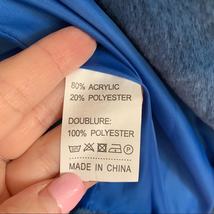 80% ACRYLIC
20% POLYESTER
DOUBLURE:
100% POLYESTER
MADE IN CHINA